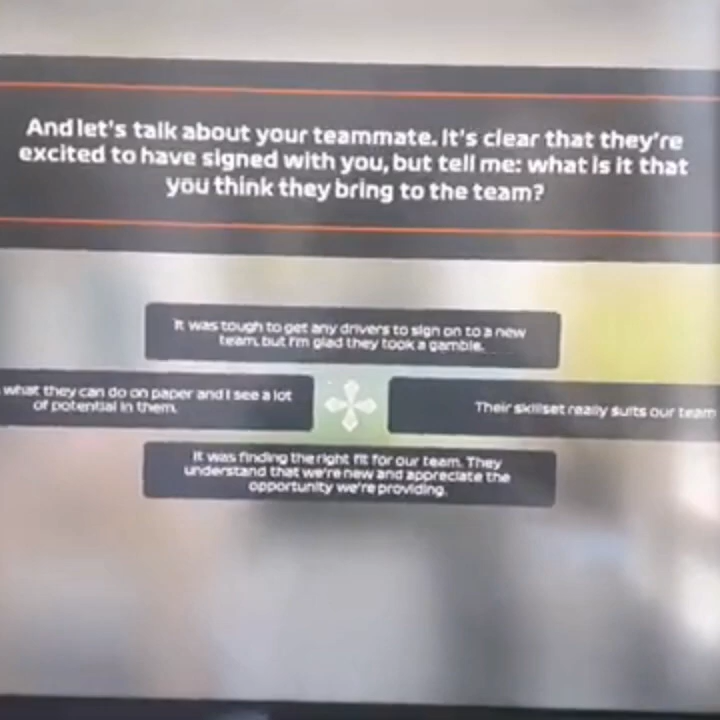 And let's talk about your teammate. It's clear that they're
excited to have signed with you, but tell me: what is it that
you think they bring to the team?
It was tough to get any drivers to sign on to a new
team, but I'm glad they took a gamble.
what they can do on paper and I see a lot
of potential in them.
Their skillset really suits our team
It was finding the right fit for our team. They
understand that we're new and appreciate the
opportunity we're providing.